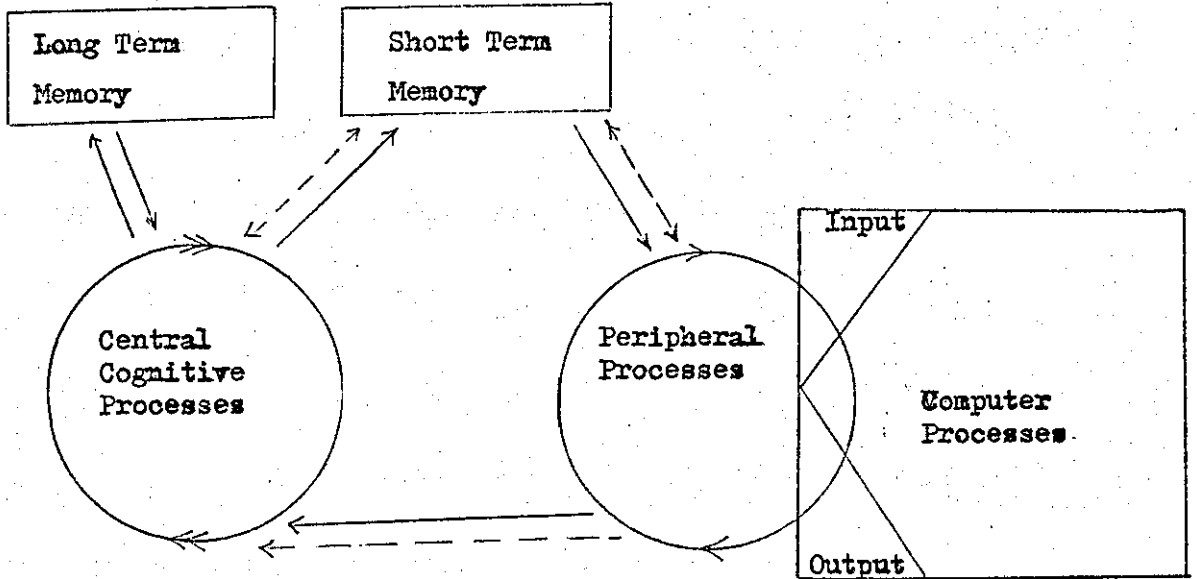 Long Term
Memory
Short Term
Memory
Input
Central
Cognitive
Processes
Peripheral
Processes
Computer
Processes.
Output